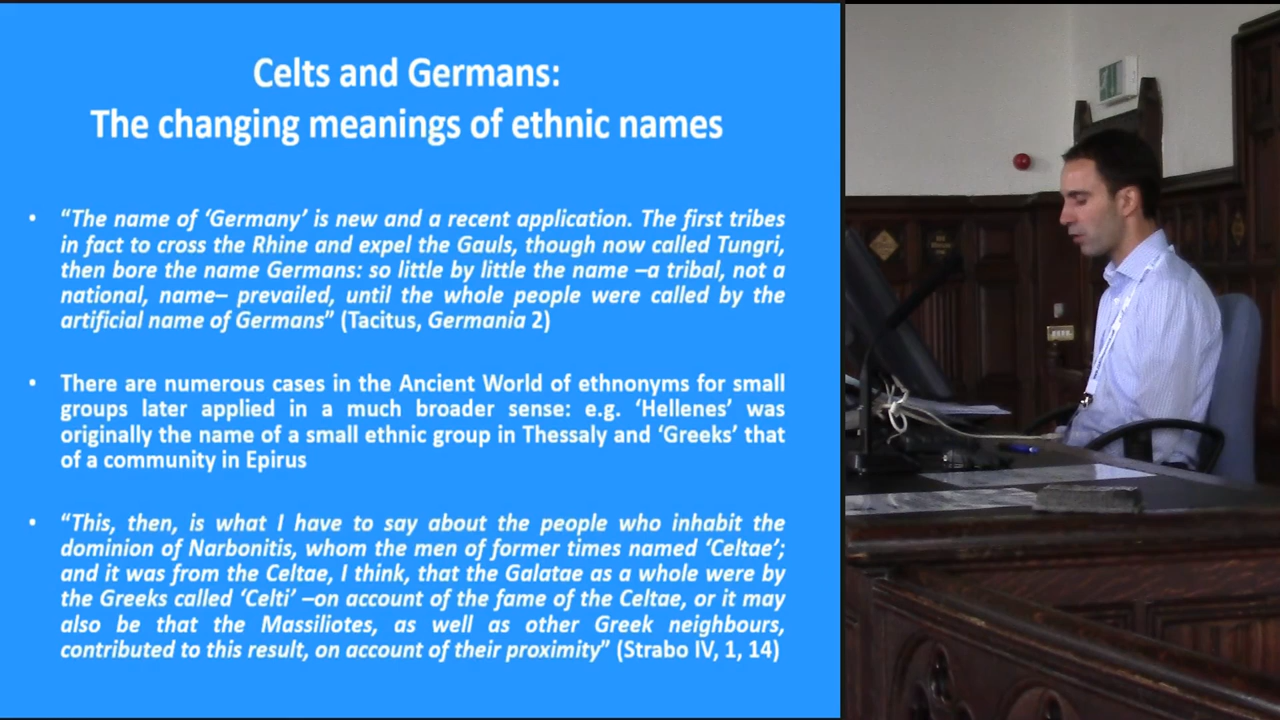 Celts and Germans:
The changing meanings of ethnic names
• “The name of ‘Germany’ is new and a recent application. The first tribes
in fact to cross the Rhine and expel the Gauls, though now called Tungri,
then bore the name Germans: so little by little the name –a tribal, not a
national, name– prevailed, until the whole people were called by the
artificial name of Germans” (Tacitus, Germania 2)
• There are numerous cases in the Ancient World of ethnonyms for small
groups later applied in a much broader sense: e.g. ‘Hellenes’ was
originally the name of a small ethnic group in Thessaly and ‘Greeks’ that
of a community in Epirus
• “This, then, is what I have to say about the people who inhabit the
dominion of Narbonitis, whom the men of former times named ‘Celtae’;
and it was from the Celtae, I think, that the Galatae as a whole were by
the Greeks called ‘Celti’ –on account of the fame of the Celtae, or it may
also be that the Massiliotes, as well as other Greek neighbours,
contributed to this result, on account of their proximity” (Strabo IV, 1, 14)